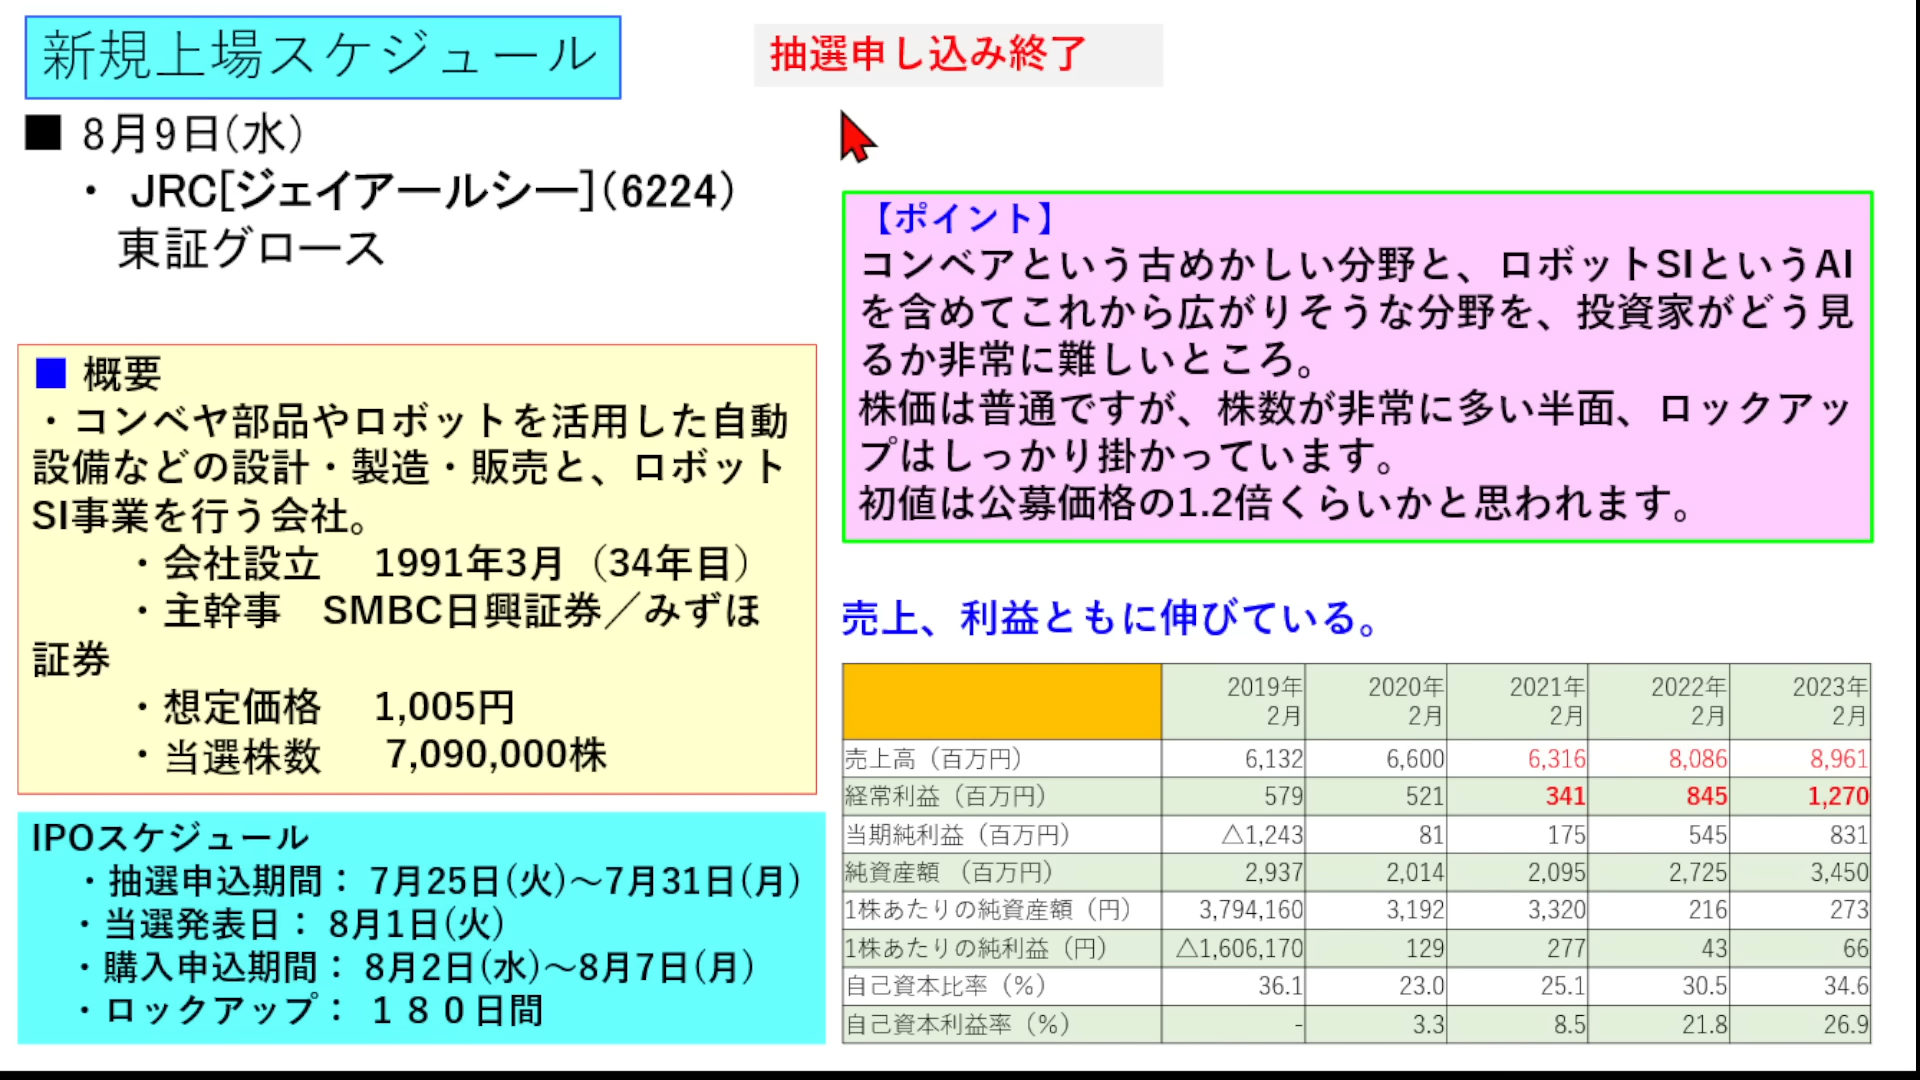 新規上場スケジュール
抽選申し込み終了
■ 8月9日(水)
・ JRC[ジェイアールシー](6224)
東証グロース
【ポイント】
コンベアという古めかしい分野と、ロボットSIというAI
を含めてこれから広がりそうな分野を、投資家がどう見
るか非常に難しいところ。
株価は普通ですが、株数が非常に多い半面、ロックアッ
プはしっかり掛かっています。
初値は公募価格の1.2倍くらいかと思われます。
■ 概要
・コンベヤ部品やロボットを活用した自動
設備などの設計・製造・販売と、ロボット
SI事業を行う会社。
・会社設立 1991年3月（34年目）
・主幹事 SMBC日興証券／みずほ
証券
・想定価格 1,005円
・当選株数 7,090,000株
IPOスケジュール
・抽選申込期間： 7月25日(火)～7月31日(月)
・当選発表日： 8月1日(火)
・購入申込期間： 8月2日(水)～8月7日(月)
・ロックアップ： １８０日間
売上、利益ともに伸びている。
2019年 2020年 2021年 2022年 2023年
2月 2月 2月 2月 2月
売上高（百万円） 6,132 6,600 6,316 8,086 8,961
経常利益（百万円） 579 521 341 845 1,270
当期純利益（百万円） △1,243 81 175 545 831
純資産額 （百万円） 2,937 2,014 2,095 2,725 3,450
1株あたりの純資産額（円） 3,794,160 3,192 3,320 216 273
1株あたりの純利益（円） △1,606,170 129 277 43 66
自己資本比率（%） 36.1 23.0 25.1 30.5 34.6
自己資本利益率（%） - 3.3 8.5 21.8 26.9